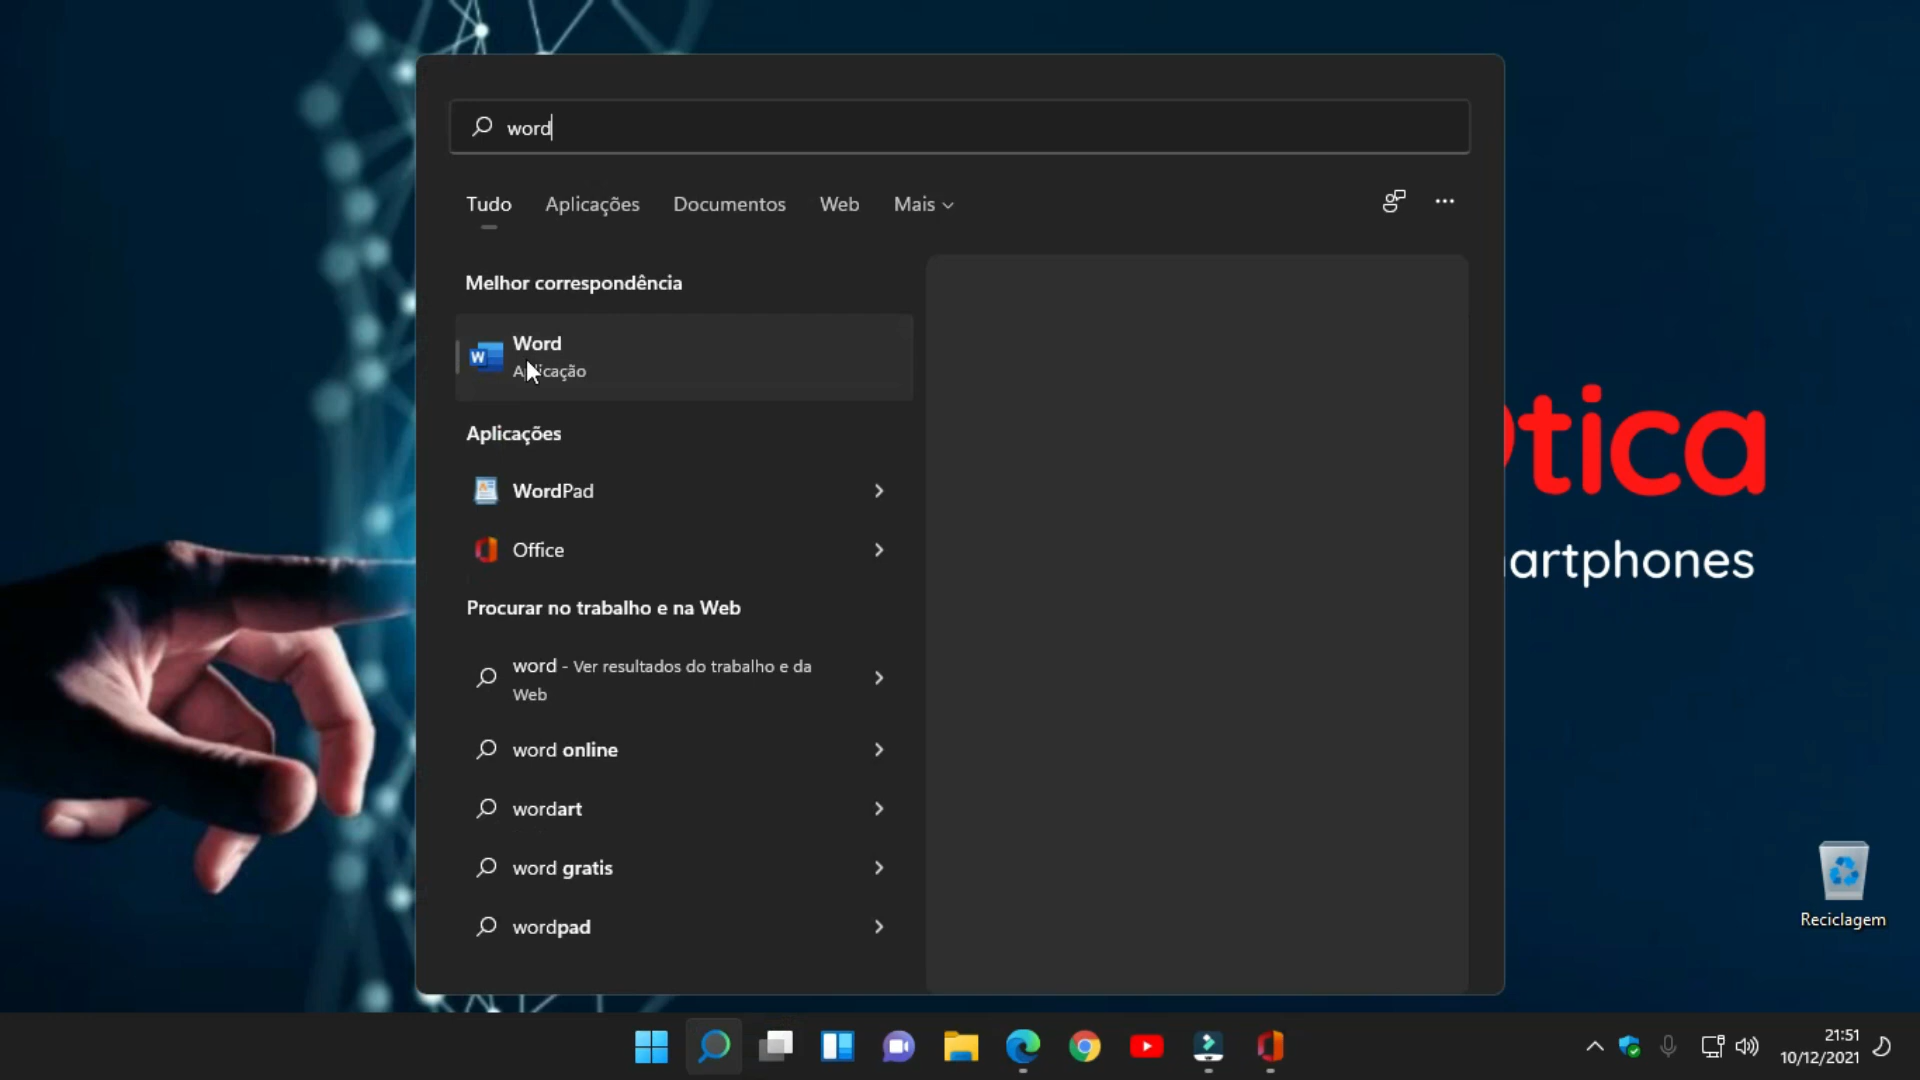 word
Tudo Aplicações Documentos Web Mais
Melhor correspondência
Word
Aplicação
Aplicações
WordPad
Office
Procurar no trabalho e na Web
word - Ver resultados do trabalho e da
Web
word online
wordart
word gratis
wordpad
tica
artphones
Reciclagem
21:51
10/12/2021